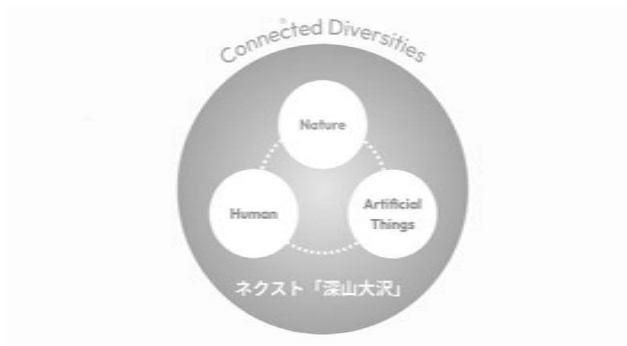 Connected Diversities
Nature
Human
Artificial
Things
ネクスト「深山大沢」